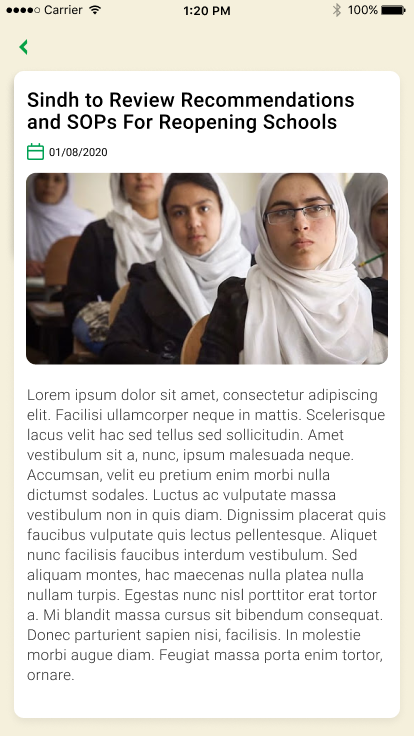 Carrier 1:20 PM 100%
Sindh to Review Recommendations
and SOPs For Reopening Schools
01/08/2020
Lorem ipsum dolor sit amet, consectetur adipiscing
elit. Facilisi ullamcorper neque in mattis. Scelerisque
lacus velit hac sed tellus sed sollicitudin. Amet
vestibulum sit a, nunc, ipsum malesuada neque.
Accumsan, velit eu pretium enim morbi nulla
dictumst sodales. Luctus ac vulputate massa
vestibulum non in quis diam. Dignissim placerat quis
faucibus vulputate quis lectus pellentesque. Aliquet
nunc facilisis faucibus interdum vestibulum. Sed
aliquam montes, hac maecenas nulla platea nulla
nullam turpis. Egestas nunc nisl porttitor erat tortor
a. Mi blandit massa cursus sit bibendum consequat.
Donec parturient sapien nisi, facilisis. In molestie
morbi augue diam. Feugiat massa porta enim tortor,
ornare.